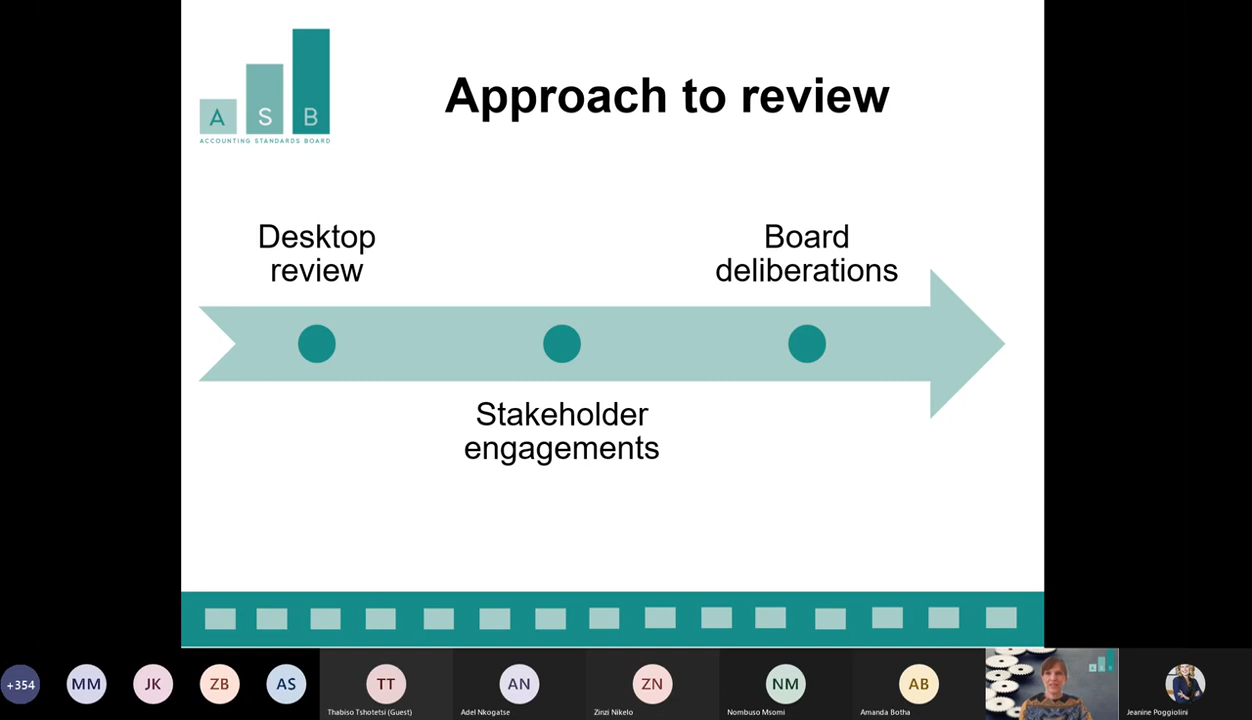 A S B
ACCOUNTING STANDARDS BOARD
Approach to review
Desktop
review
Board
deliberations
Stakeholder
engagements
+354
MM
JK
ZB
AS
TT
AN
ZN
NM
AB
Thabiso Tshotetsi (Guest)
Adel Nkogatse
Zinzi Nikelo
Nombuso Msomi
Amanda Botha
Jeanine Poggiolini